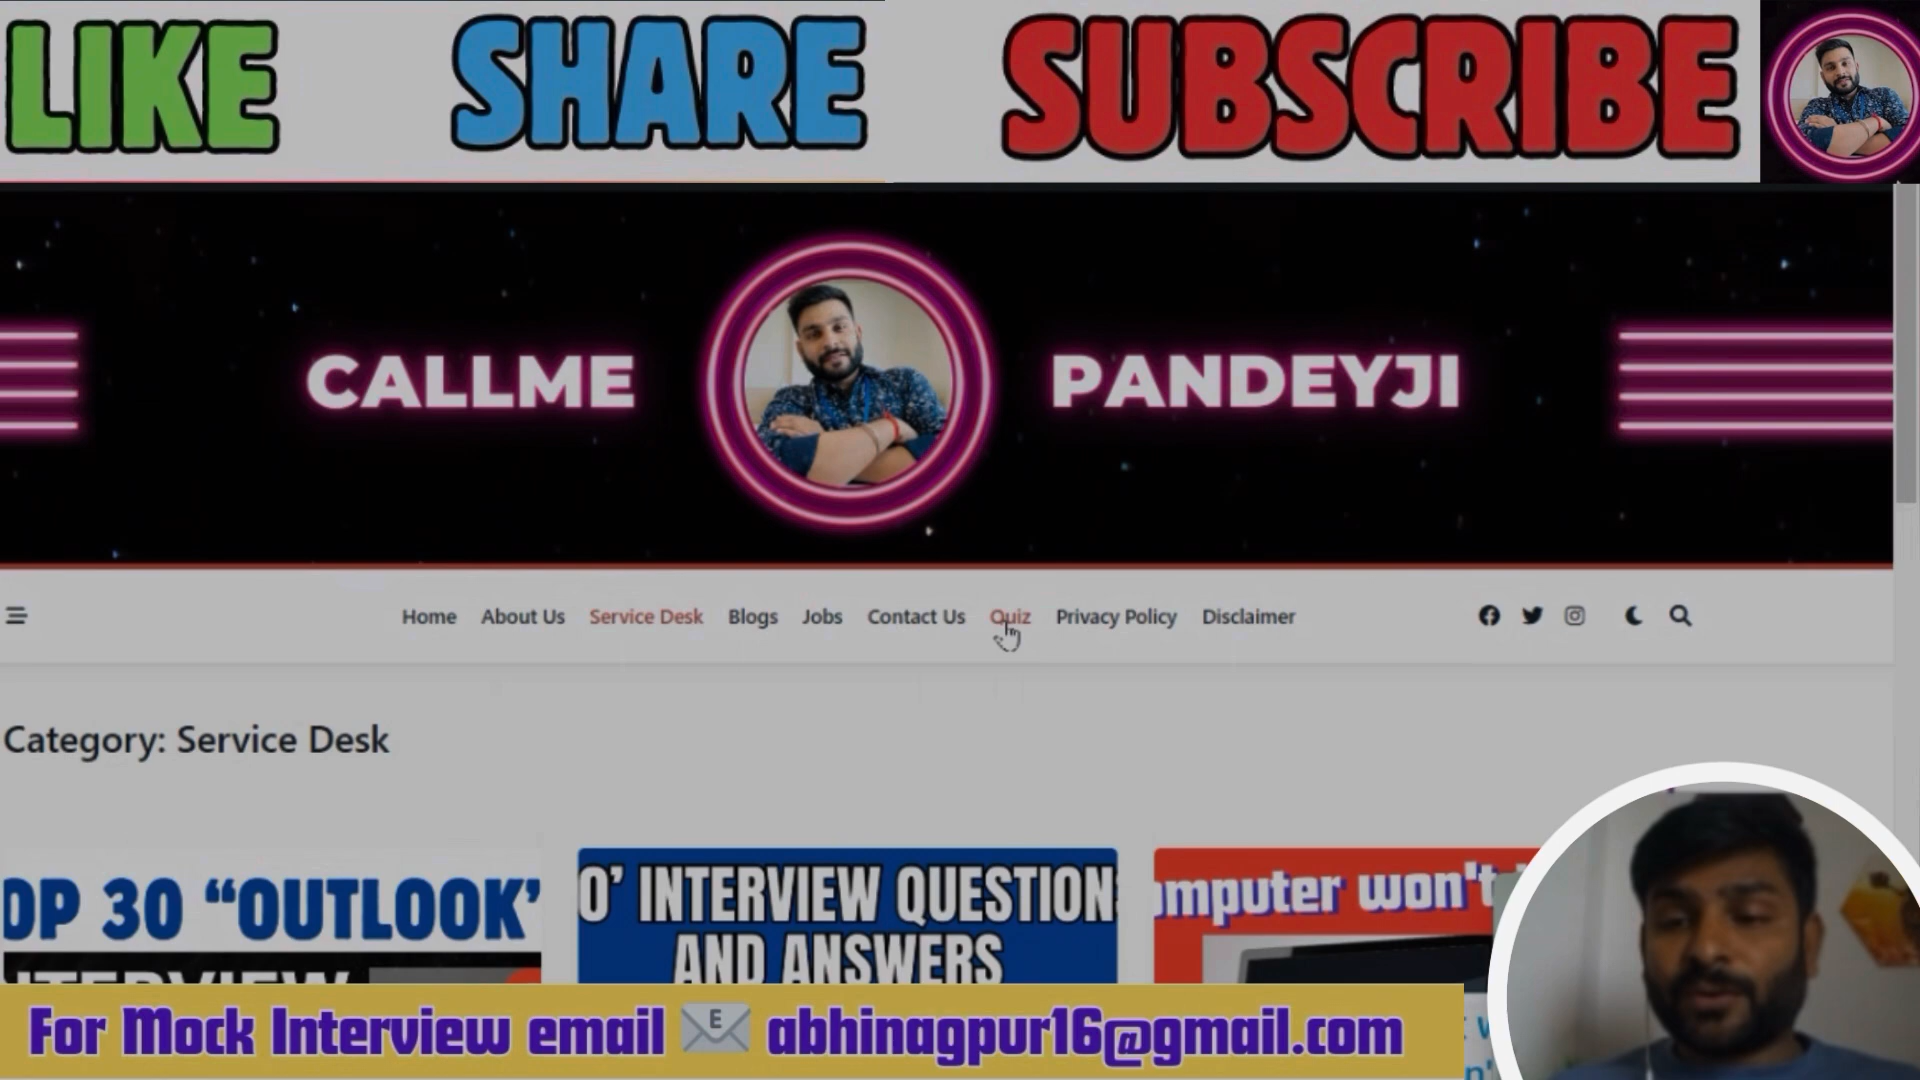 LIKE SHARE SUBSCRIBE
CALLME PANDEYJI
Home About Us Service Desk Blogs Jobs Contact Us Quiz Privacy Policy Disclaimer
Category: Service Desk
OP 30 “OUTLOOK”
O’ INTERVIEW QUESTION
AND ANSWERS
omputer won't
For Mock Interview email E abhinagpur16@gmail.com